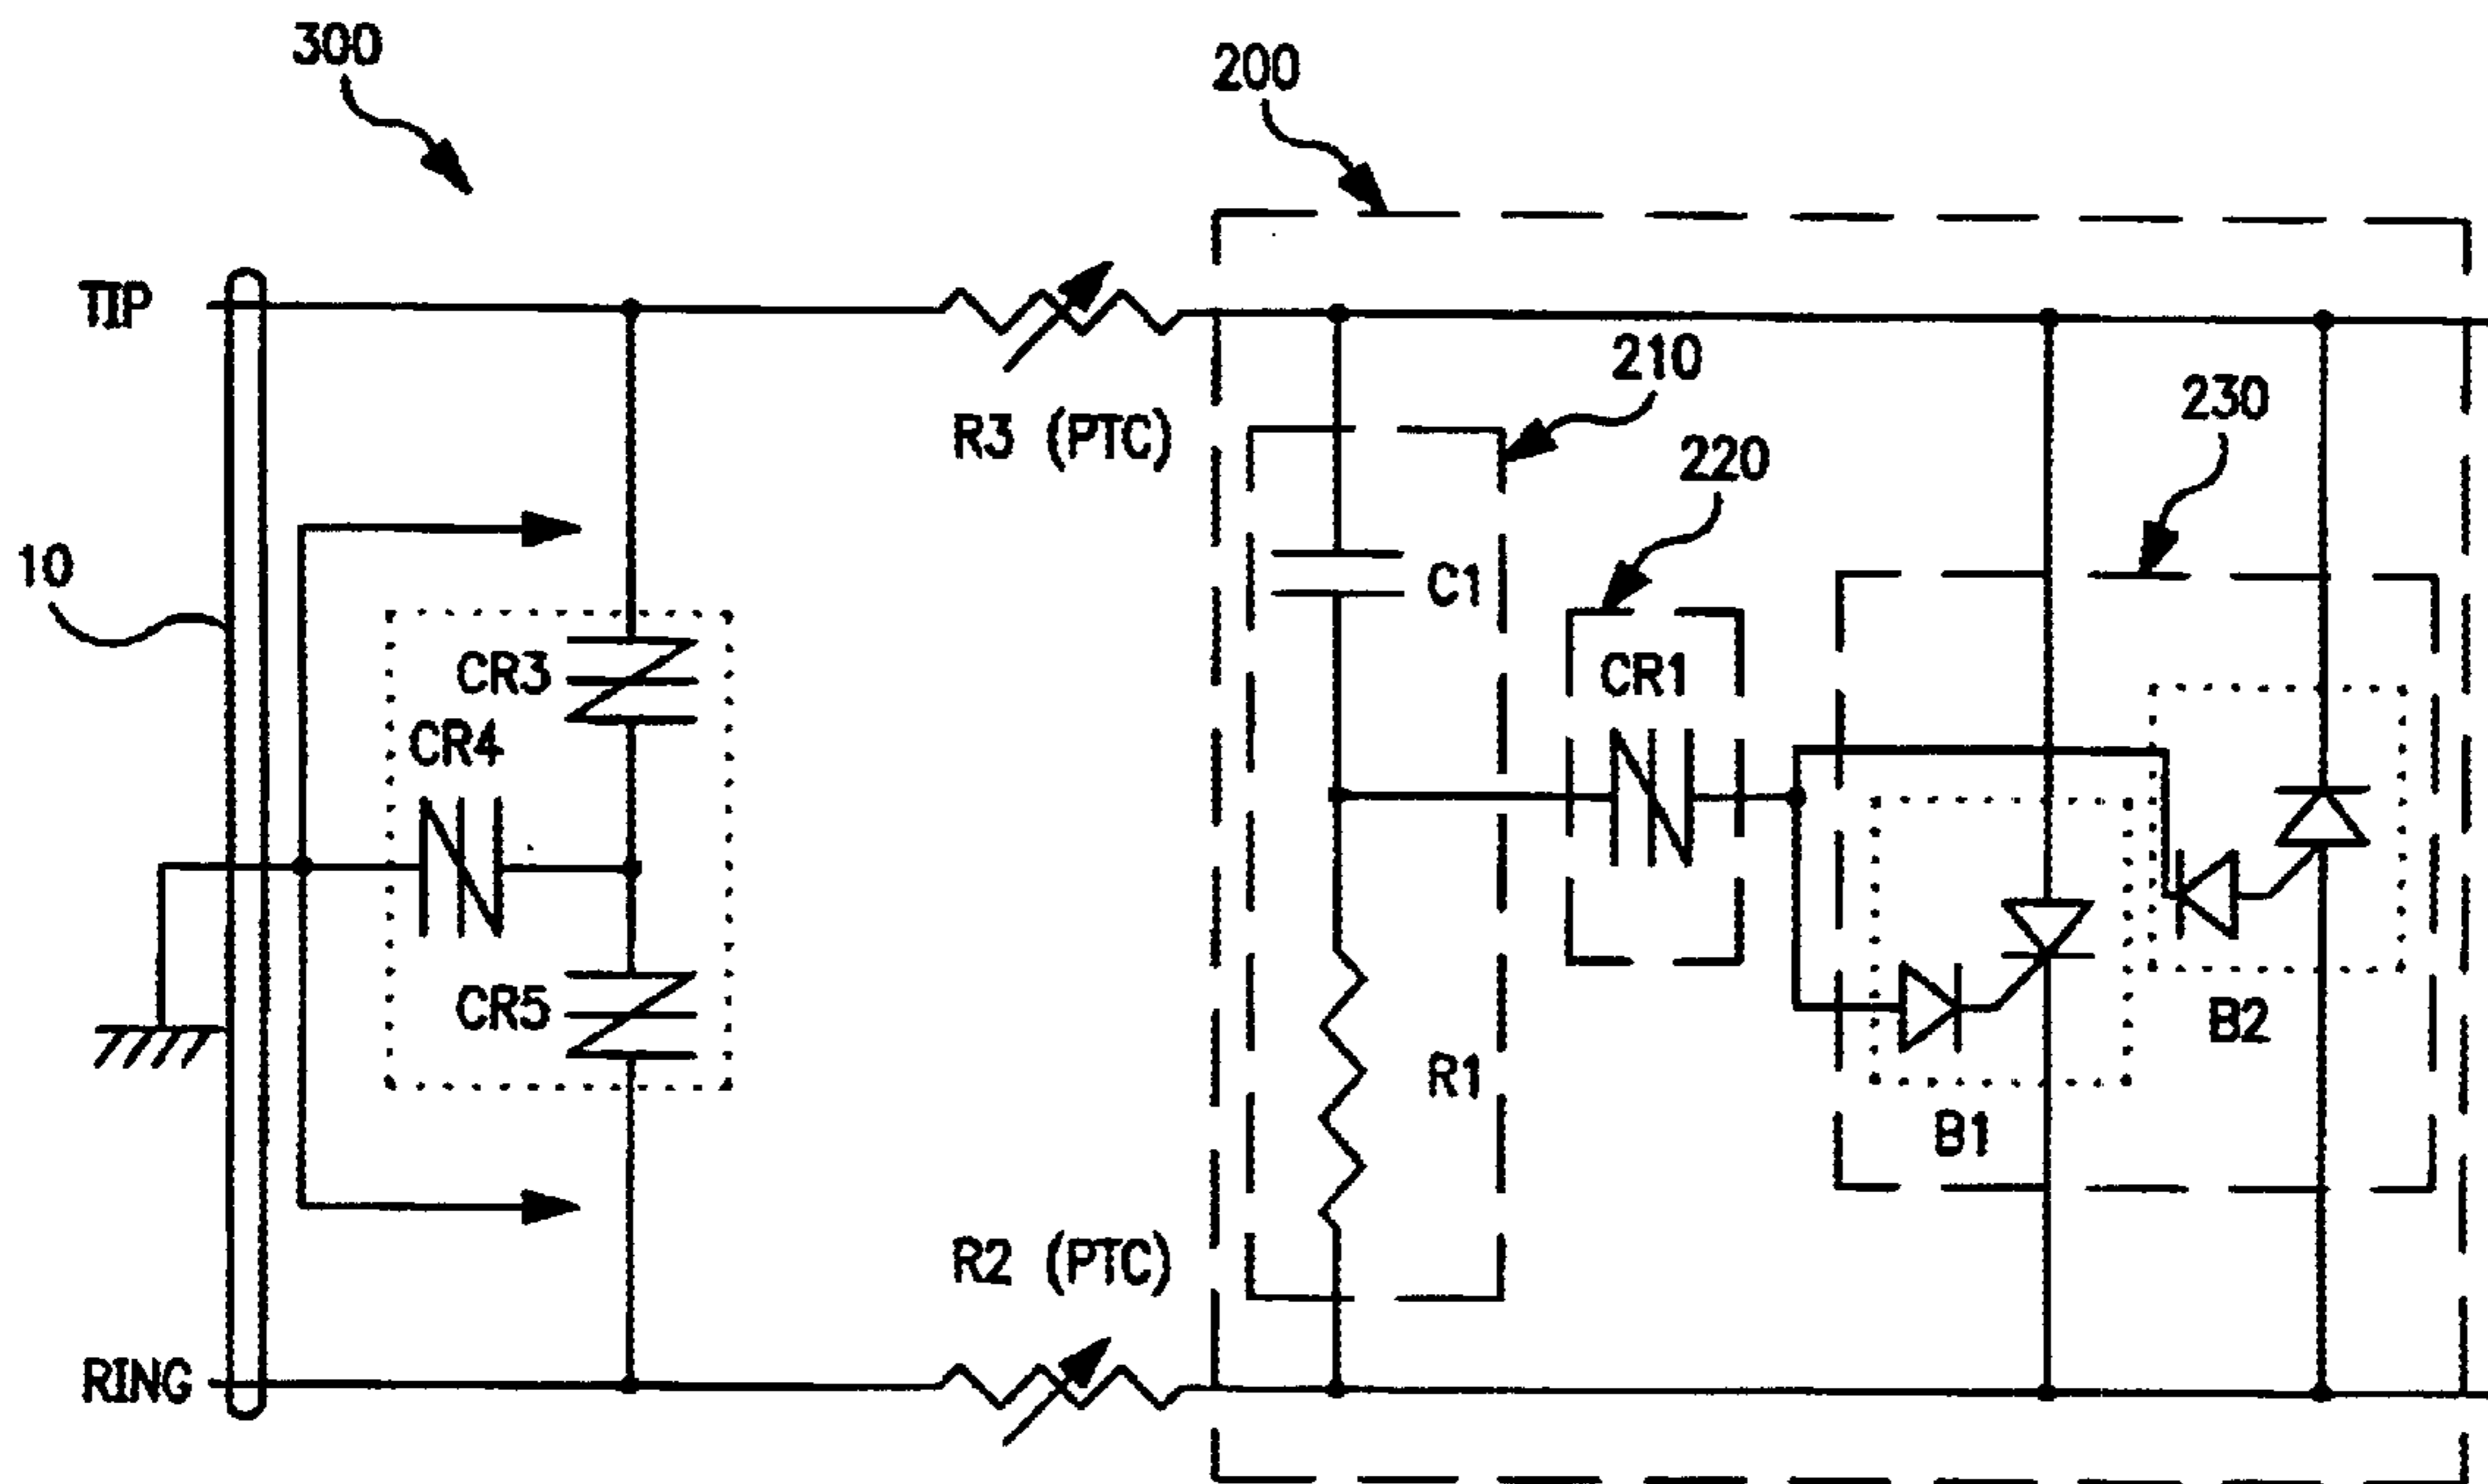 300
200
TIP
210
R3 (PTC)
230
220
10
C1
CR3
CR1
CR4
CR5
B2
R1
B1
R2 (PTC)
RING